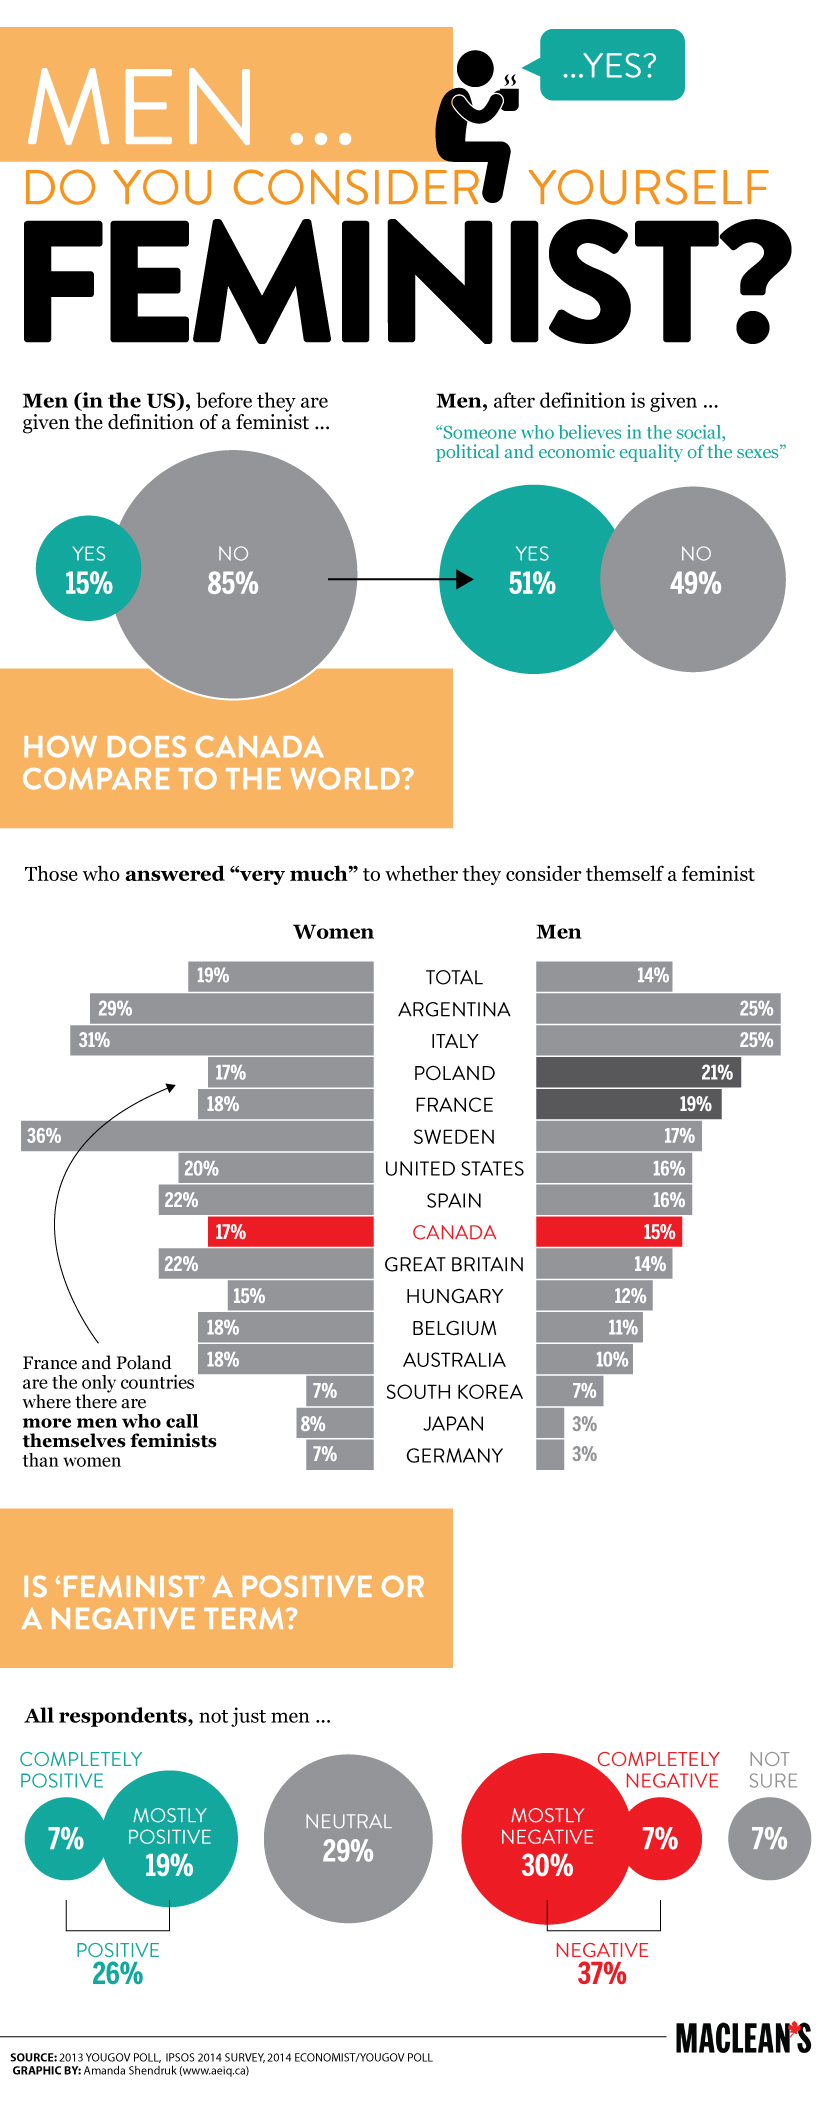 MEN ...
...YES?
DO YOU CONSIDER YOURSELF
FEMINIST?
Men (in the US), before they are
given the definition of a feminist ...
Men, after definition is given ...
“Someone who believes in the social,
political and economic equality of the sexes”
YES
15%
NO
85%
YES
51%
NO
49%
HOW DOES CANADA
COMPARE TO THE WORLD?
Those who answered “very much” to whether they consider themself a feminist
Women Men
19% TOTAL 14%
29% ARGENTINA 25%
31% ITALY 25%
17% POLAND 21%
18% FRANCE 19%
36% SWEDEN 17%
20% UNITED STATES 16%
22% SPAIN 16%
17% CANADA 15%
22% GREAT BRITAIN 14%
15% HUNGARY 12%
18% BELGIUM 11%
18% AUSTRALIA 10%
7% SOUTH KOREA 7%
8% JAPAN 3%
7% GERMANY 3%
France and Poland
are the only countries
where there are
more men who call
themselves feminists
than women
IS ‘FEMINIST’ A POSITIVE OR
A NEGATIVE TERM?
All respondents, not just men ...
COMPLETELY
POSITIVE
7%
MOSTLY
POSITIVE
19%
NEUTRAL
29%
MOSTLY
NEGATIVE
30%
COMPLETELY
NEGATIVE
7%
NOT
SURE
7%
POSITIVE
26%
NEGATIVE
37%
MACLEAN'S
SOURCE: 2013 YOUGOV POLL, IPSOS 2014 SURVEY, 2014 ECONOMIST/YOUGOV POLL
GRAPHIC BY: Amanda Shendruk (www.aeiq.ca)